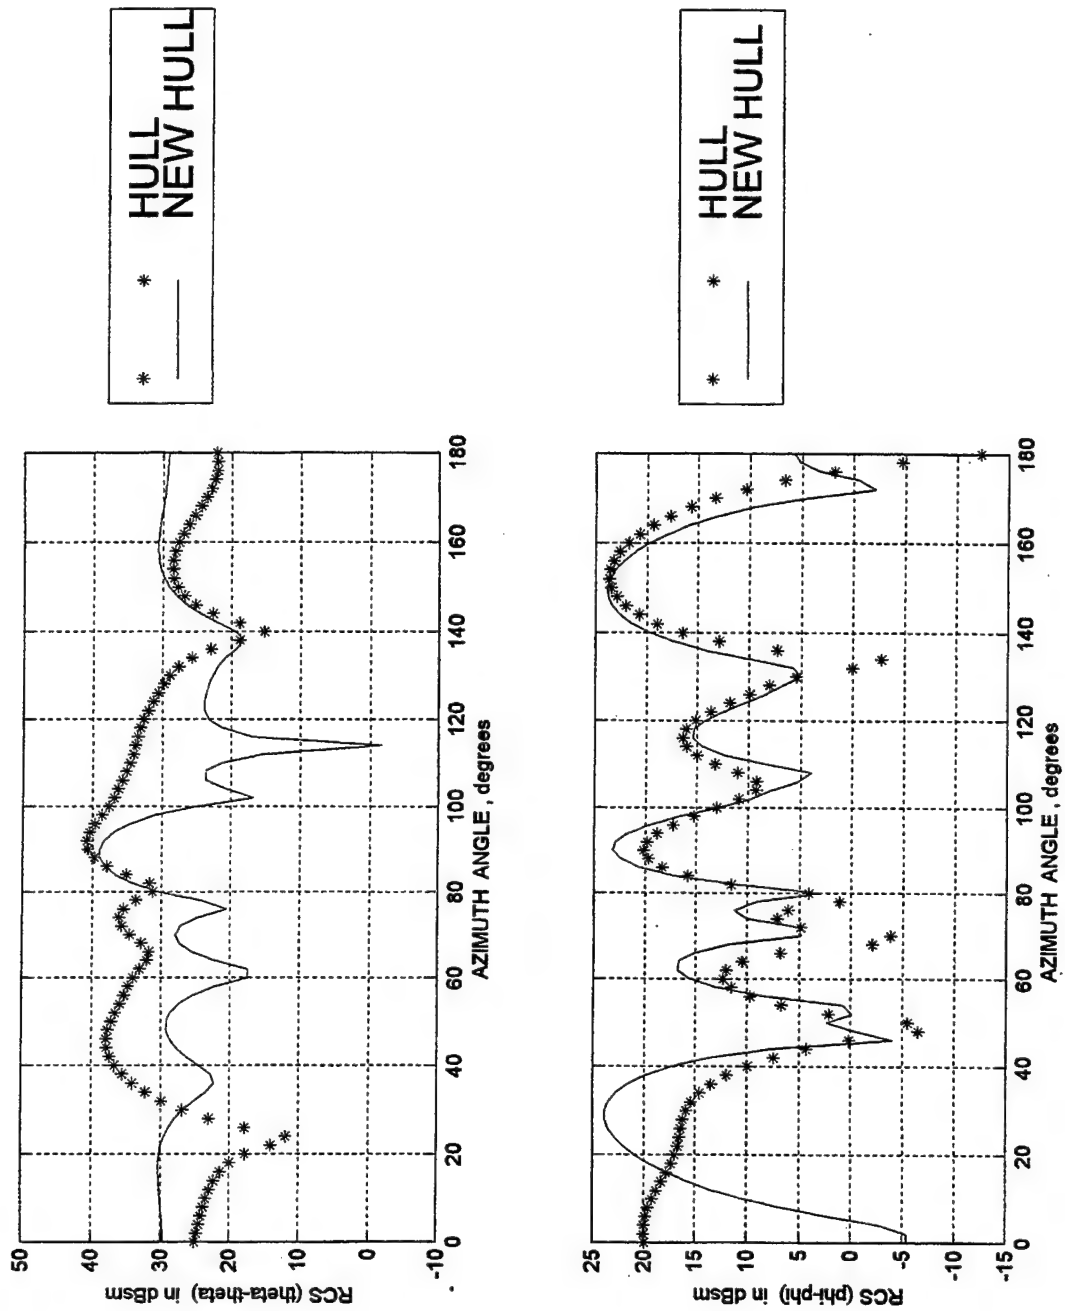 HULL
NEW HULL
50
40
30
20
10
0
-10
RCS (theta-theta) in dBsm
0 20 40 60 80 100 120 140 160 180
AZIMUTH ANGLE , degrees
HULL
NEW HULL
25
20
15
10
5
0
-5
-10
-15
RCS (phi-phi) in dBsm
0 20 40 60 80 100 120 140 160 180
AZIMUTH ANGLE , degrees